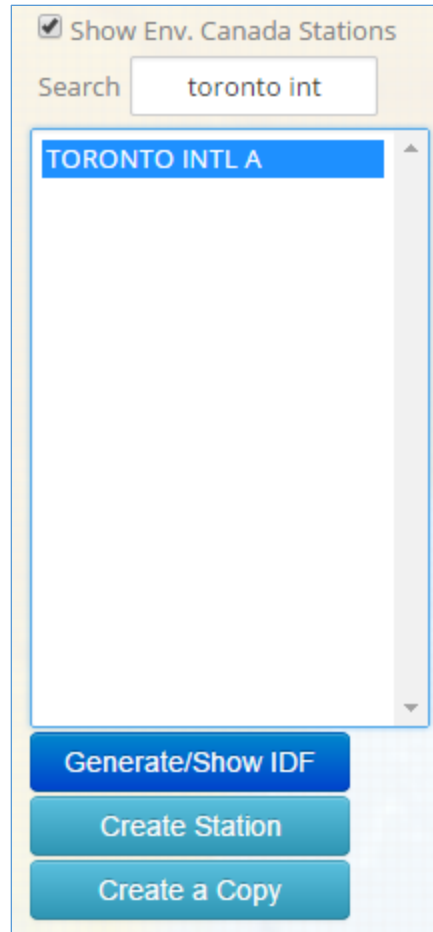 Show Env. Canada Stations
Search toronto int
TORONTO INTL A
Generate/Show IDF
Create Station
Create a Copy